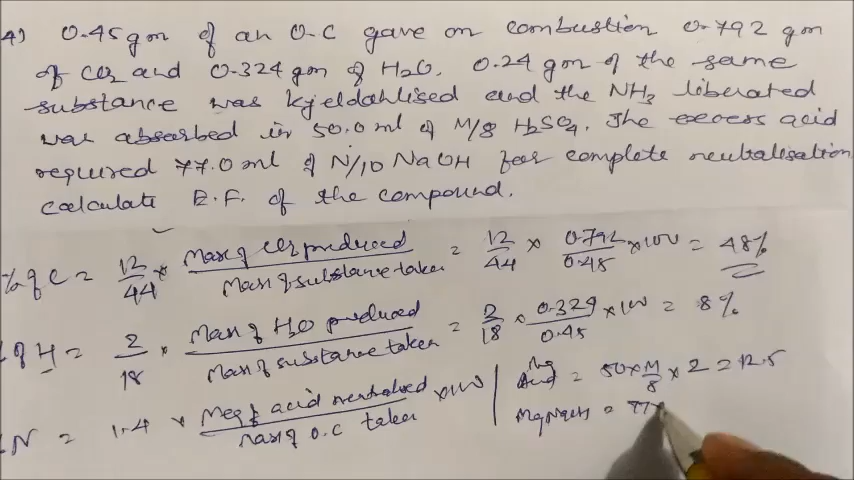 4) 0.45 gm of an O.C gave on combustion 0.792 gm
of CO2 and 0.324 gm of H2O. 0.24 gm of the same
substance was Kjeldahlised and the NH3 liberated
was absorbed in 50.0 ml of M/8 H2SO4. The excess acid
required 77.0 ml of N/10 NaOH for complete neutralisation
calculate E.F. of the compound.
% of C = 12/44 × Mass of CO2 produced / Mass of substance taken = 12/44 × 0.792/0.45 × 100 = 48%
% of H = 2/18 × Mass of H2O produced / Mass of substance taken = 2/18 × 0.324/0.45 × 100 = 8%
N = 1.4 × Meq of acid neutralised / Mass of O.C taken × 100
Meq Acid = 50 × M/8 × 2 = 12.5
Meq NaOH = 77×